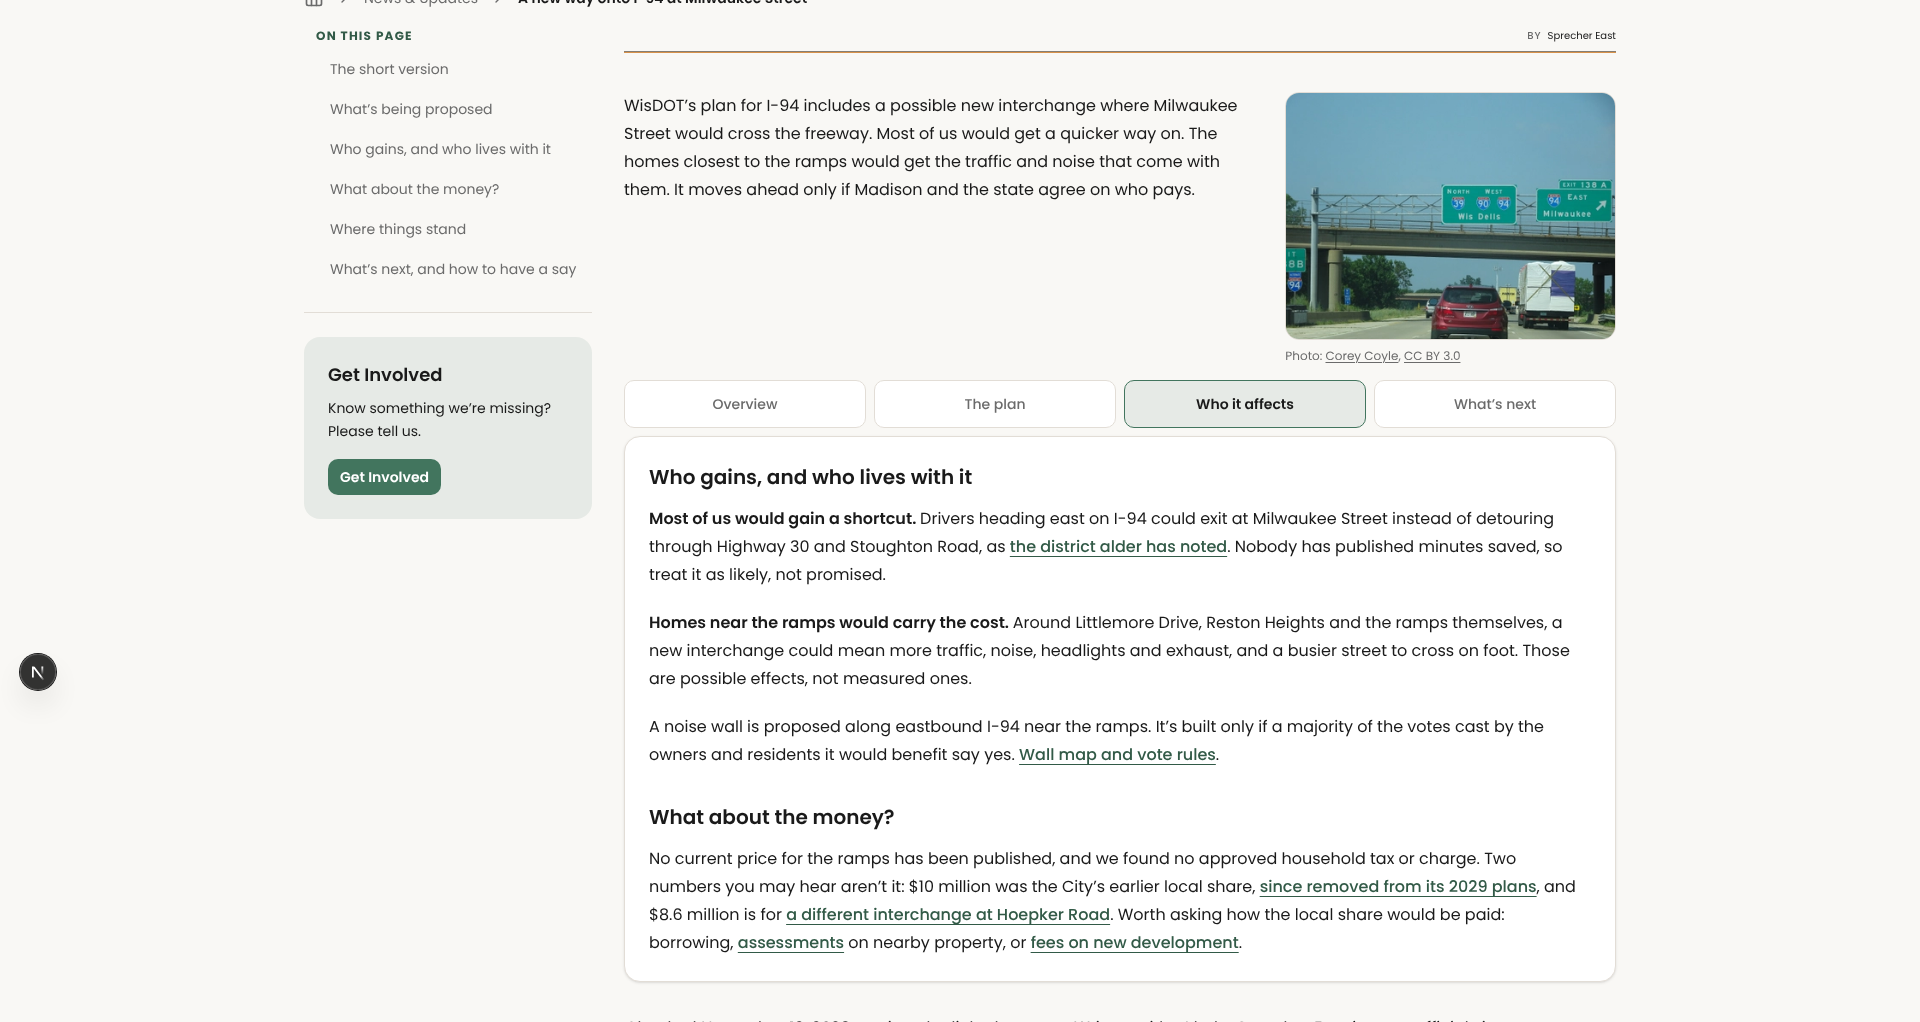 News & Updates
A new way onto I-94 at Milwaukee Street
ON THIS PAGE
The short version
What's being proposed
Who gains, and who lives with it
What about the money?
Where things stand
What's next, and how to have a say
Get Involved
Know something we're missing?
Please tell us.
Get Involved
N
BY Sprecher East
WisDOT's plan for I-94 includes a possible new interchange where Milwaukee
Street would cross the freeway. Most of us would get a quicker way on. The
homes closest to the ramps would get the traffic and noise that come with
them. It moves ahead only if Madison and the state agree on who pays.
NORTH WEST
39 90 94
Wis Dells
EXIT 138 A
94 EAST
Milwaukee
94
Photo: Corey Coyle, CC BY 3.0
Overview
The plan
Who it affects
What's next
Who gains, and who lives with it
Most of us would gain a shortcut. Drivers heading east on I-94 could exit at Milwaukee Street instead of detouring
through Highway 30 and Stoughton Road, as the district alder has noted. Nobody has published minutes saved, so
treat it as likely, not promised.
Homes near the ramps would carry the cost. Around Littlemore Drive, Reston Heights and the ramps themselves, a
new interchange could mean more traffic, noise, headlights and exhaust, and a busier street to cross on foot. Those
are possible effects, not measured ones.
A noise wall is proposed along eastbound I-94 near the ramps. It's built only if a majority of the votes cast by the
owners and residents it would benefit say yes. Wall map and vote rules.
What about the money?
No current price for the ramps has been published, and we found no approved household tax or charge. Two
numbers you may hear aren't it: $10 million was the City's earlier local share, since removed from its 2029 plans, and
$8.6 million is for a different interchange at Hoepker Road. Worth asking how the local share would be paid:
borrowing, assessments on nearby property, or fees on new development.